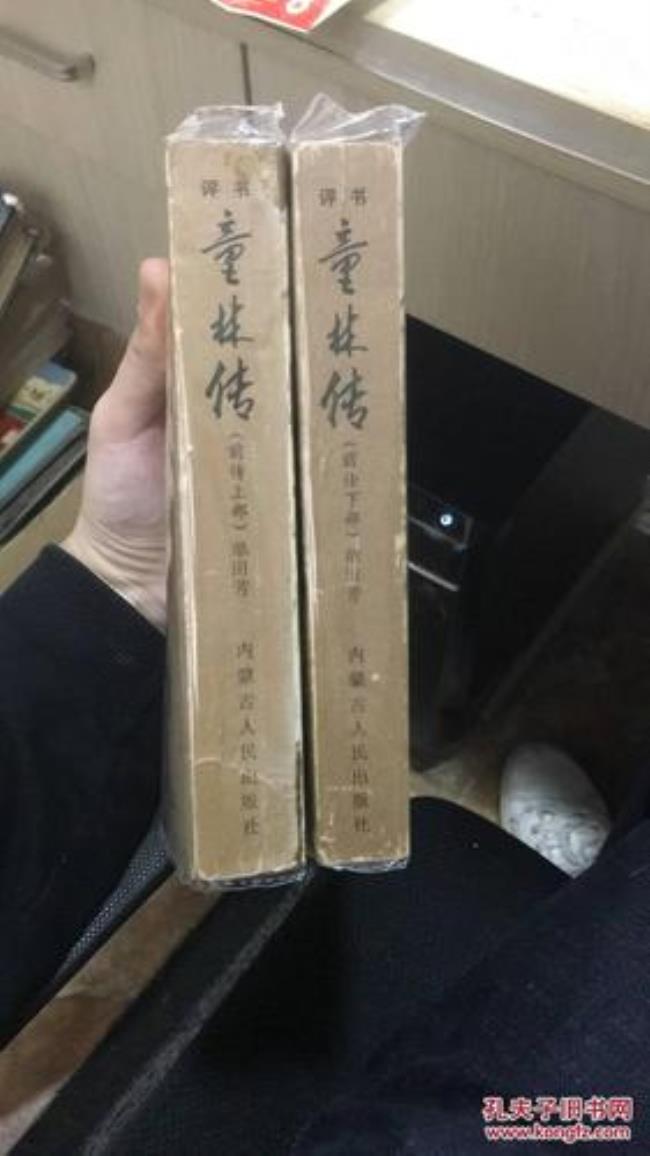 评书
童林传
(前传上部)单田芳
内蒙古人民出版社
评书
童林传
(前传下部)单田芳
内蒙古人民出版社
孔夫子旧书网
www.kongfz.com